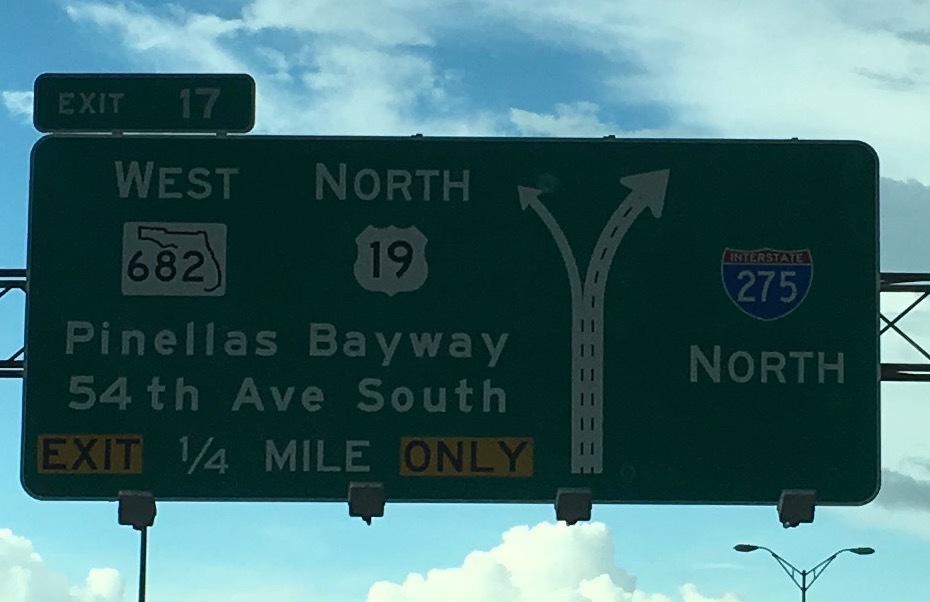 EXIT 17
WEST NORTH
682 19
INTERSTATE
275
Pinellas Bayway
NORTH
54th Ave South
EXIT 1/4 MILE ONLY